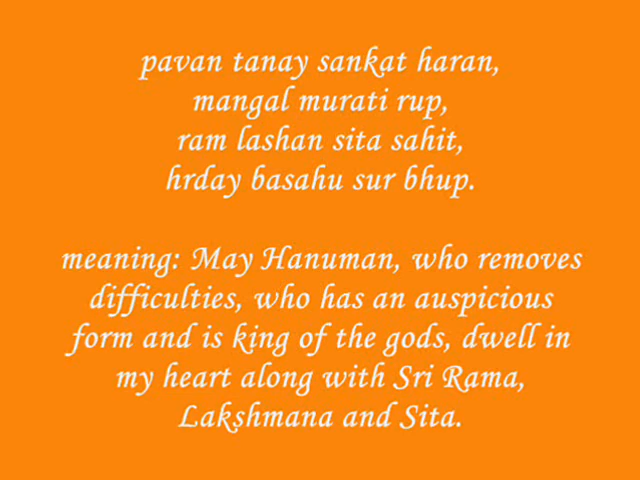 pavan tanay sankat haran,
mangal murati rup,
ram lashan sita sahit,
hrday basahu sur bhup.
meaning: May Hanuman, who removes
difficulties, who has an auspicious
form and is king of the gods, dwell in
my heart along with Sri Rama,
Lakshmana and Sita.